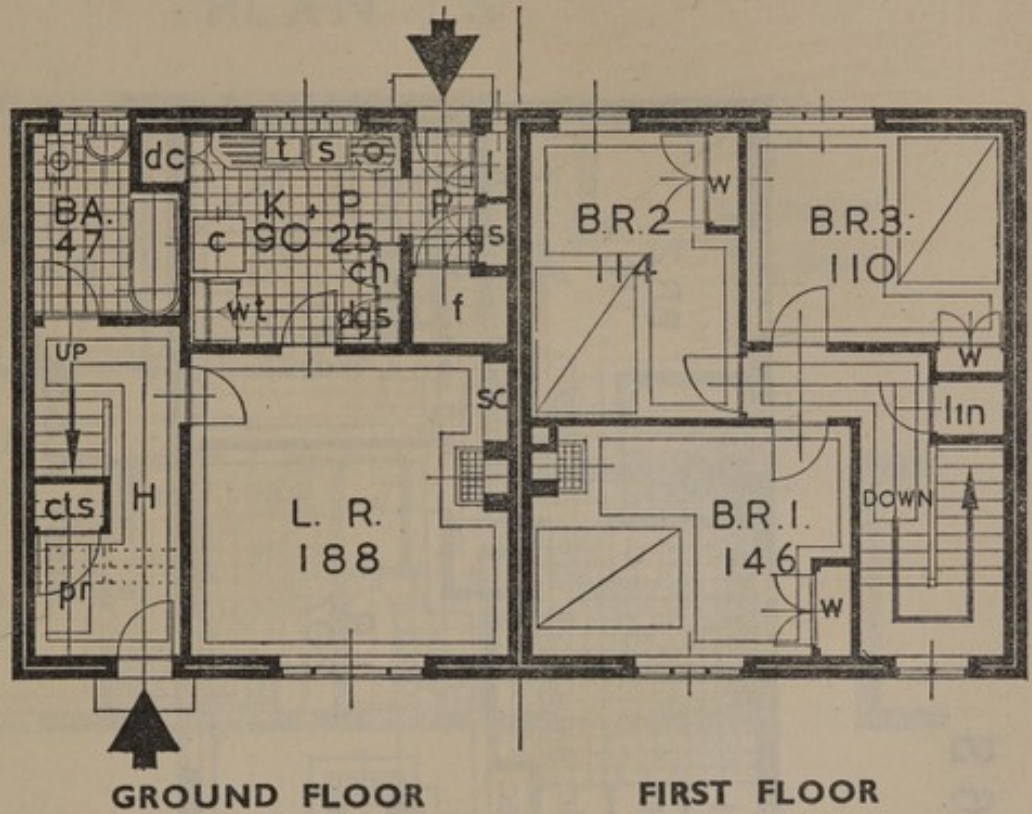 dc
t s o
l
BA.
47
K + P
90 25
P
gs
c
ch
wt
dgs
f
UP
sc
cls
H
L. R.
188
pr
GROUND FLOOR
B.R.2
114
w
B.R.3.
110
w
lin
B.R.1.
146
DOWN
w
FIRST FLOOR